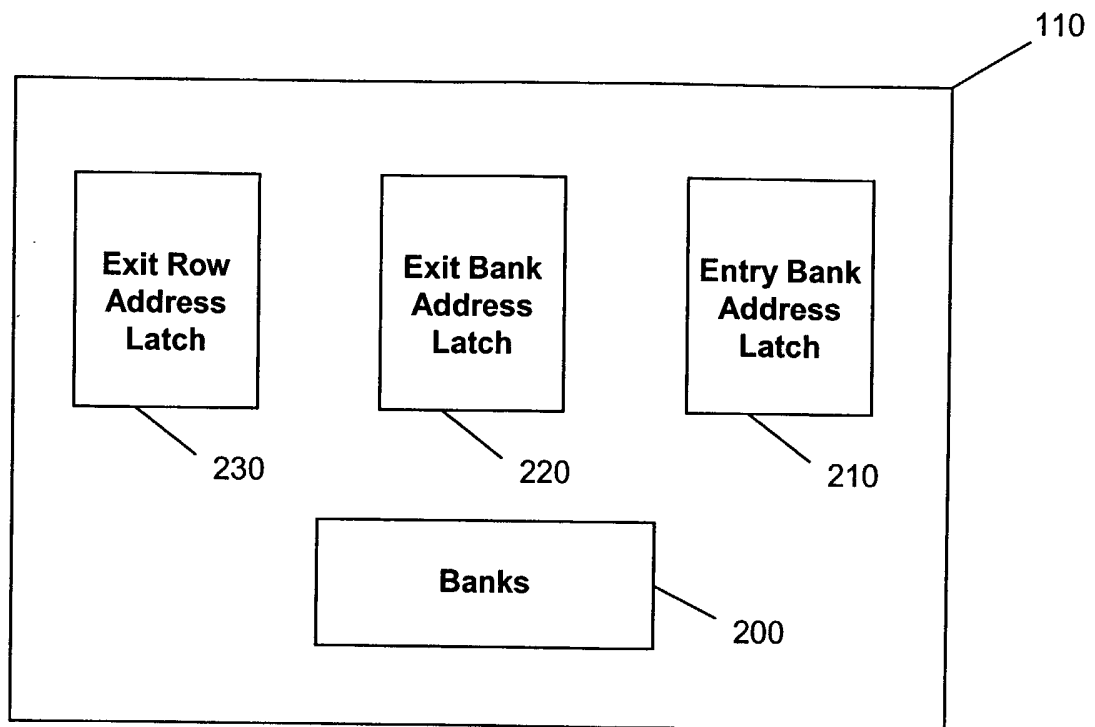 110
Exit Row
Address
Latch
Exit Bank
Address
Latch
Entry Bank
Address
Latch
230
220
210
Banks
200